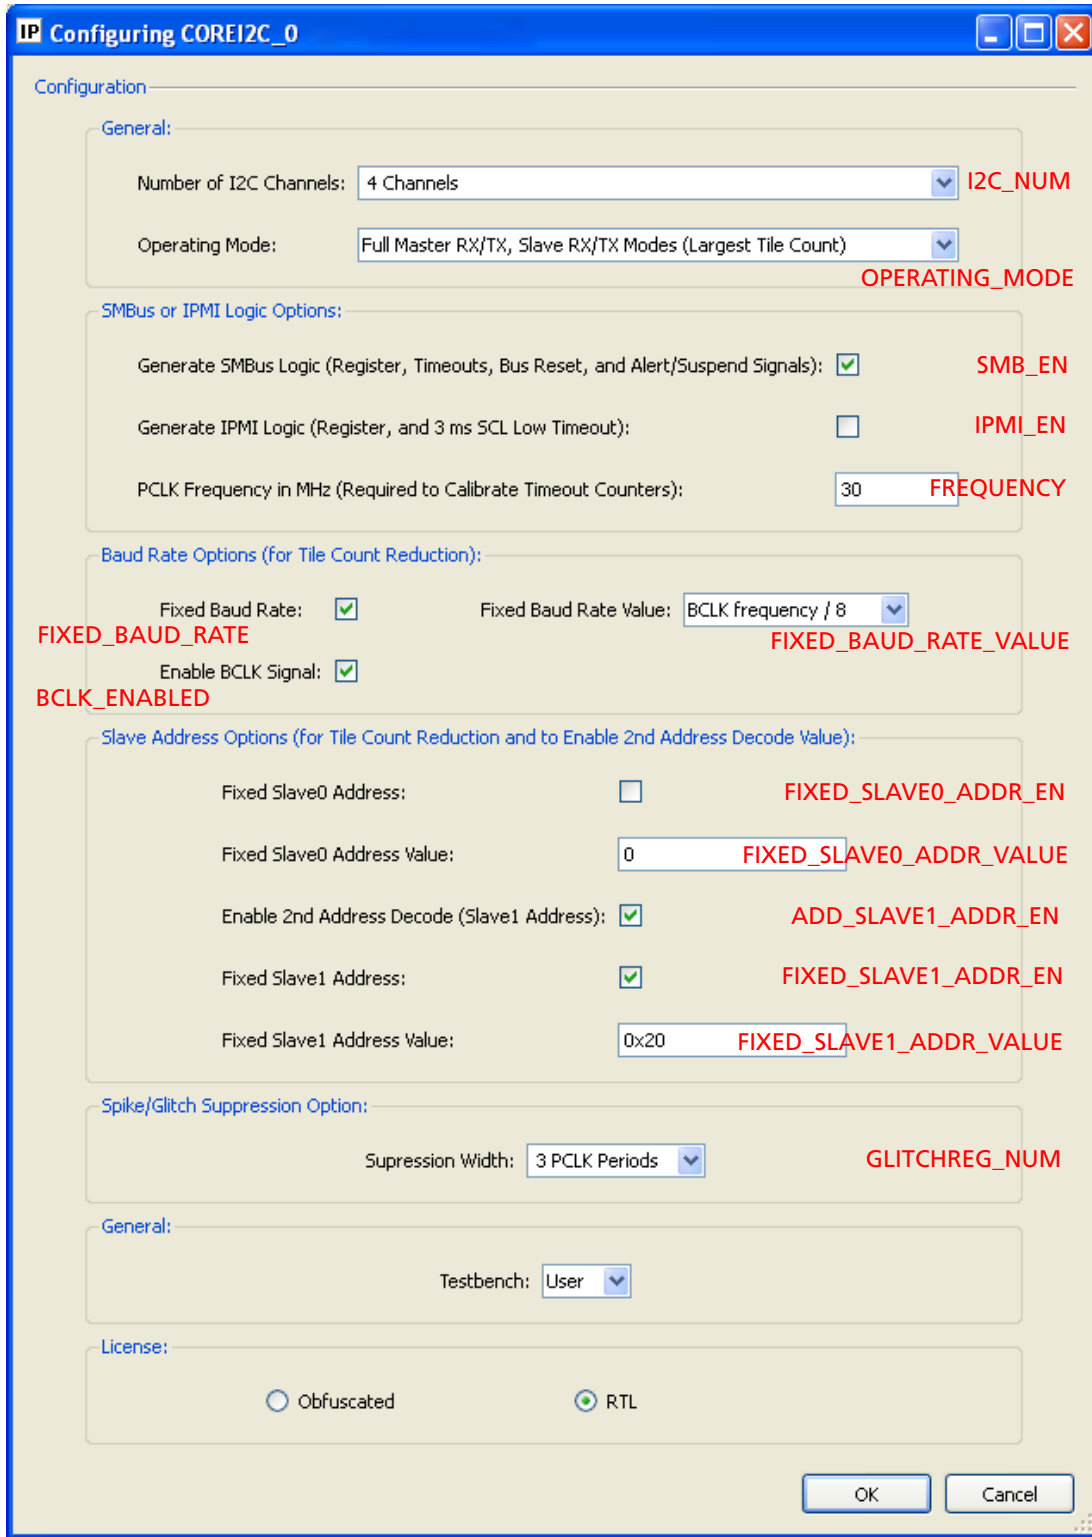 IP Configuring COREI2C_0
Configuration
General:
Number of I2C Channels: 4 Channels I2C_NUM
Operating Mode: Full Master RX/TX, Slave RX/TX Modes (Largest Tile Count)
OPERATING_MODE
SMBus or IPMI Logic Options:
Generate SMBus Logic (Register, Timeouts, Bus Reset, and Alert/Suspend Signals): SMB_EN
Generate IPMI Logic (Register, and 3 ms SCL Low Timeout): IPMI_EN
PCLK Frequency in MHz (Required to Calibrate Timeout Counters): 30 FREQUENCY
Baud Rate Options (for Tile Count Reduction):
Fixed Baud Rate: Fixed Baud Rate Value: BCLK frequency / 8
FIXED_BAUD_RATE FIXED_BAUD_RATE_VALUE
Enable BCLK Signal:
BCLK_ENABLED
Slave Address Options (for Tile Count Reduction and to Enable 2nd Address Decode Value):
Fixed Slave0 Address: FIXED_SLAVE0_ADDR_EN
Fixed Slave0 Address Value: 0 FIXED_SLAVE0_ADDR_VALUE
Enable 2nd Address Decode (Slave1 Address): ADD_SLAVE1_ADDR_EN
Fixed Slave1 Address: FIXED_SLAVE1_ADDR_EN
Fixed Slave1 Address Value: 0x20 FIXED_SLAVE1_ADDR_VALUE
Spike/Glitch Suppression Option:
Supression Width: 3 PCLK Periods GLITCHREG_NUM
General:
Testbench: User
License:
Obfuscated RTL
OK Cancel